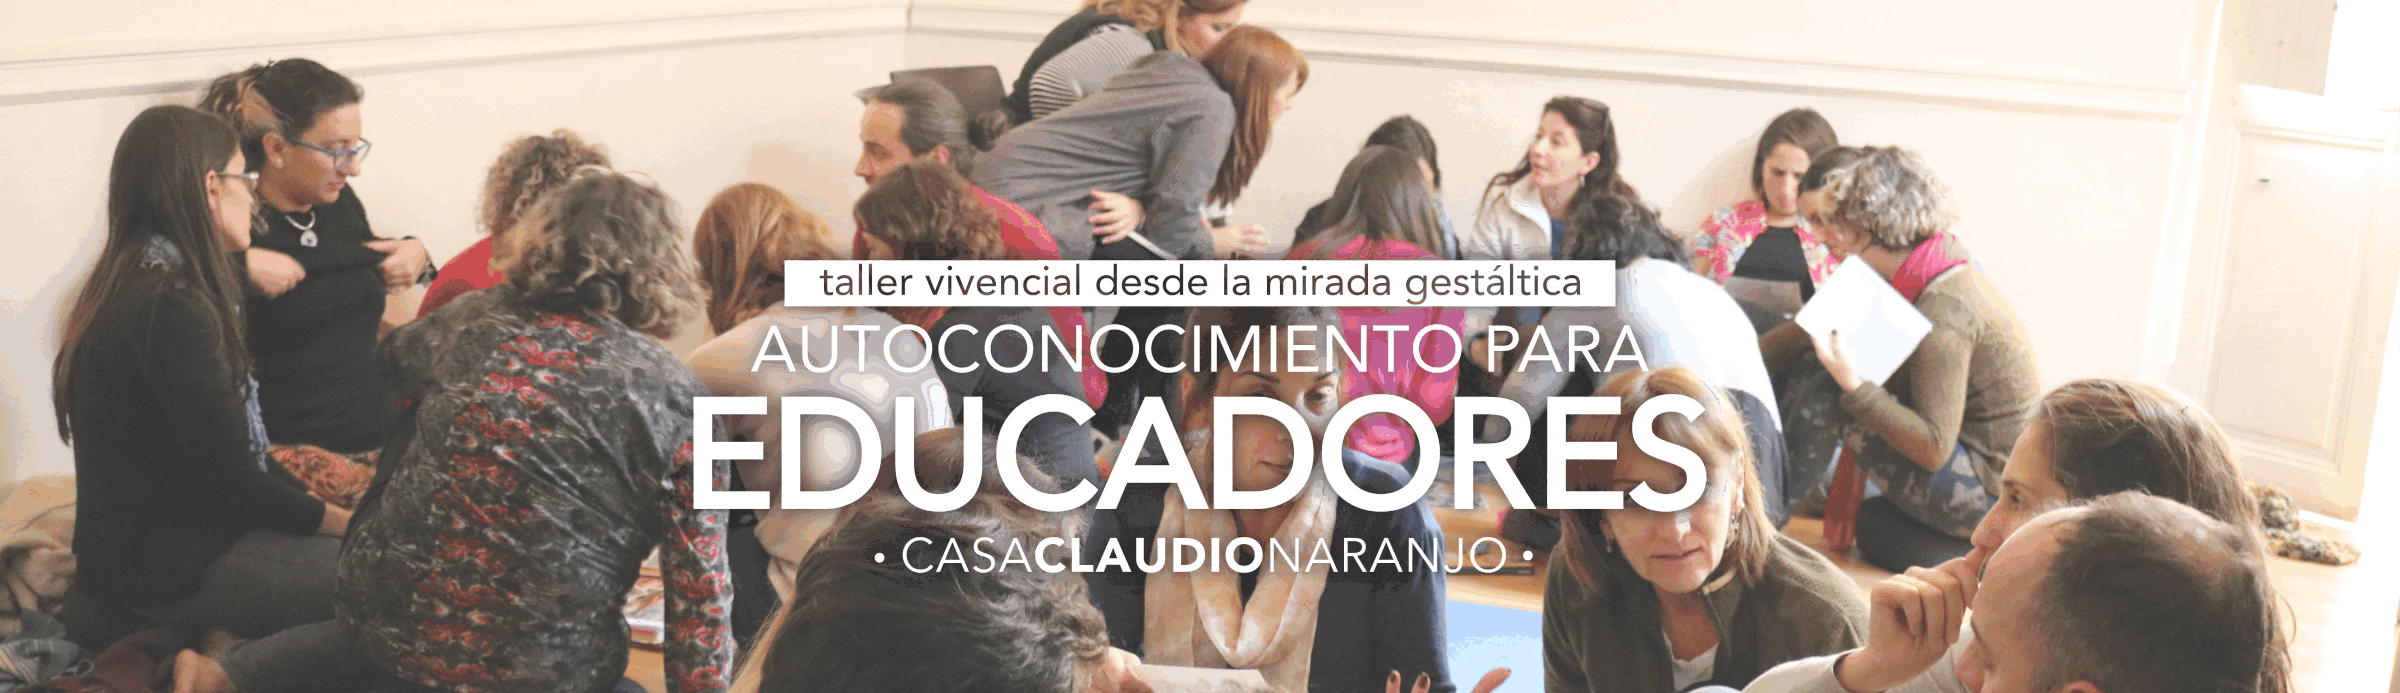 taller vivencial desde la mirada gestáltica
AUTOCONOCIMIENTO PARA
EDUCADORES
• CASACLAUDIONARANJO •